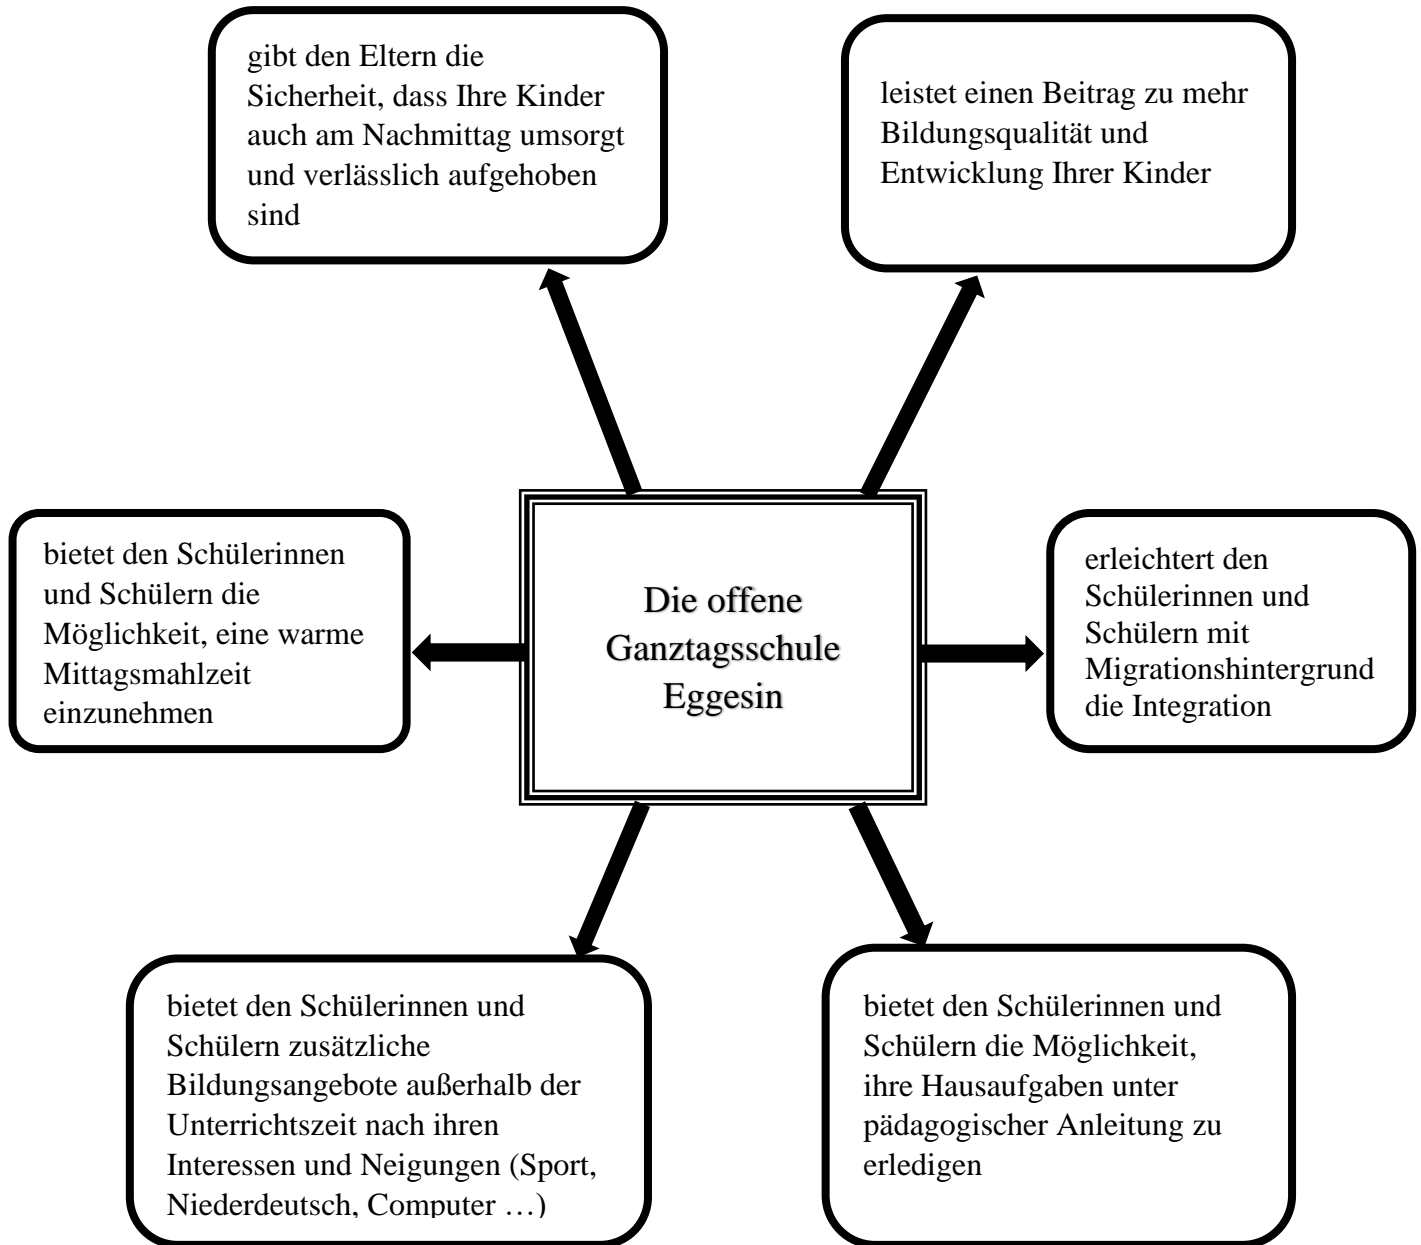 gibt den Eltern die
Sicherheit, dass Ihre Kinder
auch am Nachmittag umsorgt
und verlässlich aufgehoben
sind
leistet einen Beitrag zu mehr
Bildungsqualität und
Entwicklung Ihrer Kinder
bietet den Schülerinnen
und Schülern die
Möglichkeit, eine warme
Mittagsmahlzeit
einzunehmen
Die offene
Ganztagsschule
Eggesin
erleichtert den
Schülerinnen und
Schülern mit
Migrationshintergrund
die Integration
bietet den Schülerinnen und
Schülern zusätzliche
Bildungsangebote außerhalb der
Unterrichtszeit nach ihren
Interessen und Neigungen (Sport,
Niederdeutsch, Computer …)
bietet den Schülerinnen und
Schülern die Möglichkeit,
ihre Hausaufgaben unter
pädagogischer Anleitung zu
erledigen